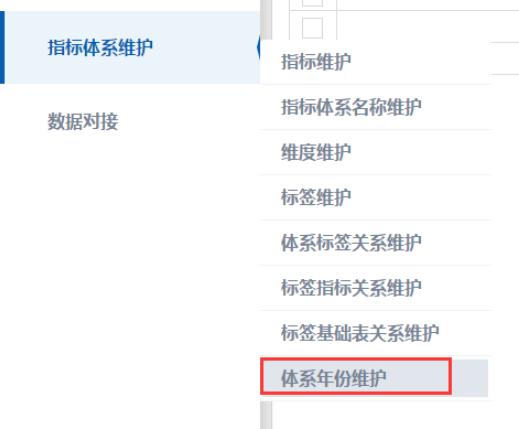 指标体系维护
数据对接
指标维护
指标体系名称维护
维度维护
标签维护
体系标签关系维护
标签指标关系维护
标签基础表关系维护
体系年份维护